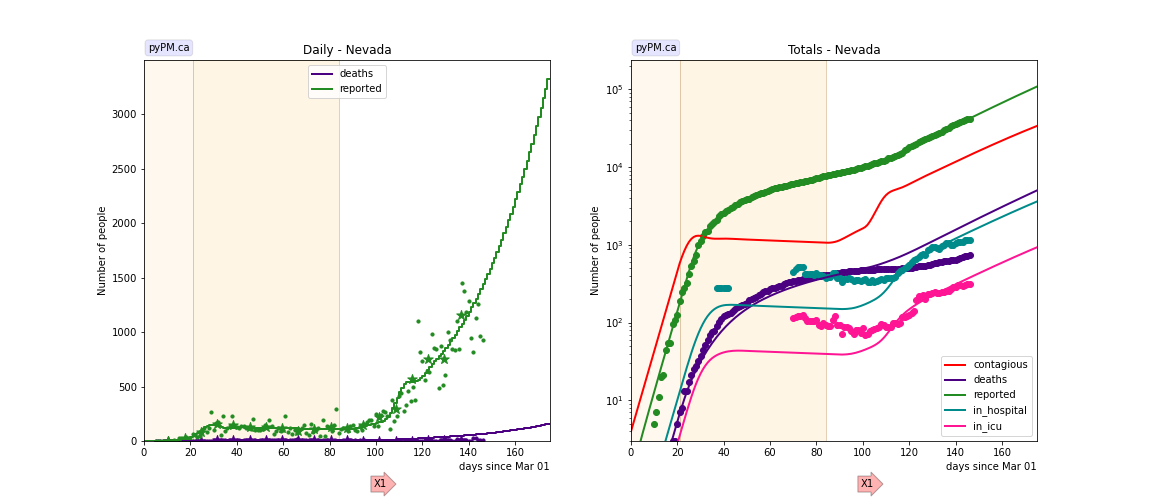 pyPM.ca
Daily - Nevada
deaths
reported
Number of people
3000
2500
2000
1500
1000
500
0
0 20 40 60 80 100 120 140 160
days since Mar 01
X1
pyPM.ca
Totals - Nevada
Number of people
10^5
10^4
10^3
10^2
10^1
contagious
deaths
reported
in_hospital
in_icu
0 20 40 60 80 100 120 140 160
days since Mar 01
X1